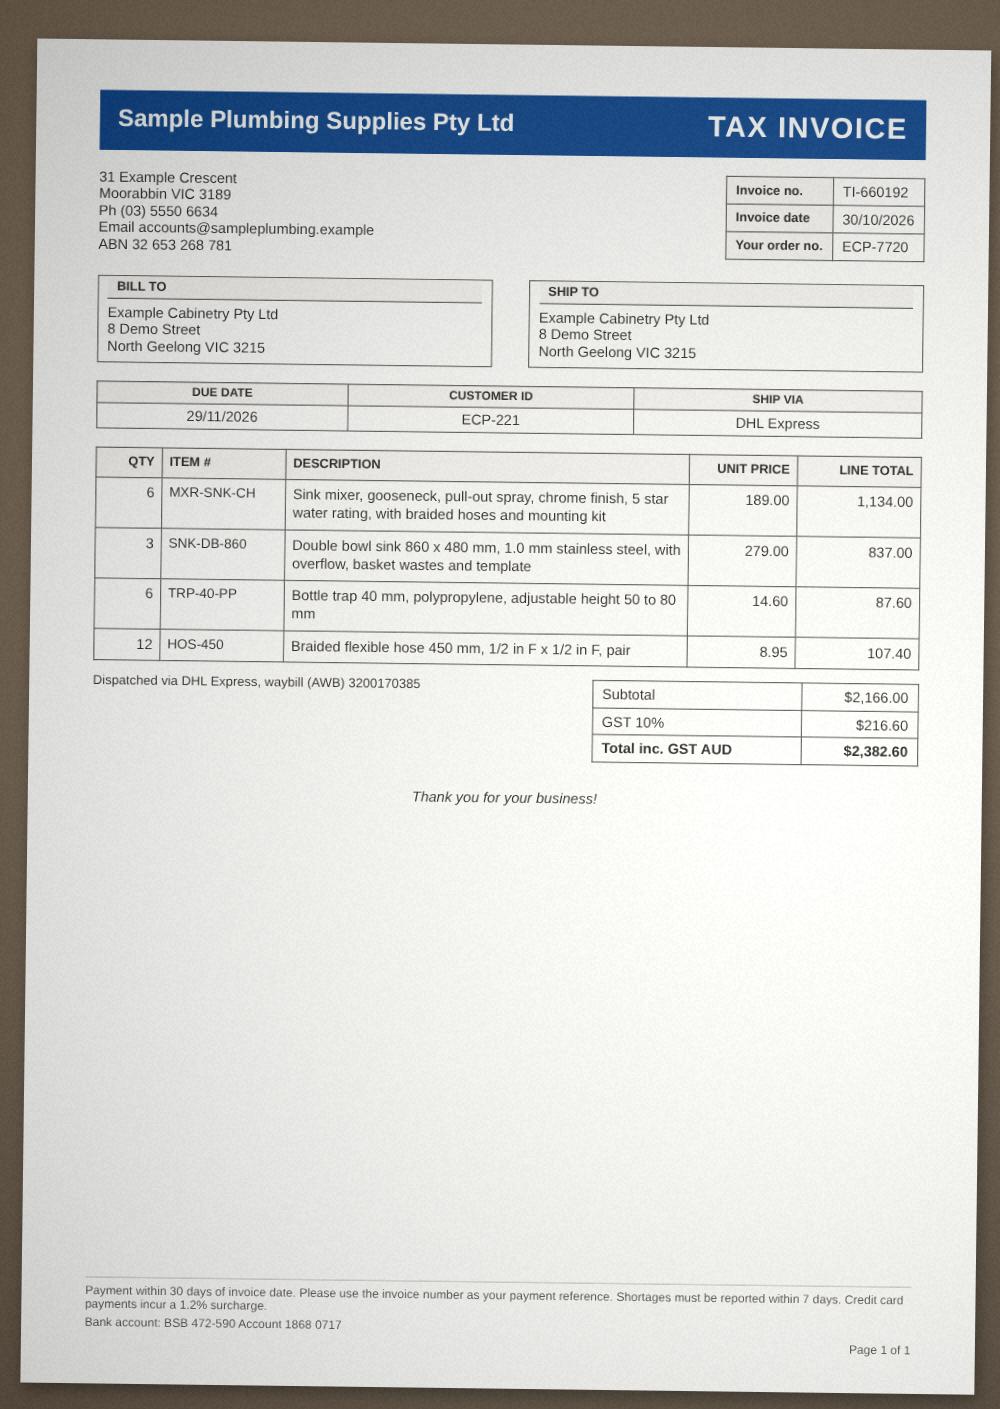 Sample Plumbing Supplies Pty Ltd
TAX INVOICE
31 Example Crescent
Moorabbin VIC 3189
Ph (03) 5550 6634
Email accounts@sampleplumbing.example
ABN 32 653 268 781
Invoice no. TI-660192
Invoice date 30/10/2026
Your order no. ECP-7720
BILL TO
Example Cabinetry Pty Ltd
8 Demo Street
North Geelong VIC 3215
SHIP TO
Example Cabinetry Pty Ltd
8 Demo Street
North Geelong VIC 3215
DUE DATE CUSTOMER ID SHIP VIA
29/11/2026 ECP-221 DHL Express
QTY ITEM # DESCRIPTION UNIT PRICE LINE TOTAL
6 MXR-SNK-CH Sink mixer, gooseneck, pull-out spray, chrome finish, 5 star 189.00 1,134.00
water rating, with braided hoses and mounting kit
3 SNK-DB-860 Double bowl sink 860 x 480 mm, 1.0 mm stainless steel, with 279.00 837.00
overflow, basket wastes and template
6 TRP-40-PP Bottle trap 40 mm, polypropylene, adjustable height 50 to 80 14.60 87.60
mm
12 HOS-450 Braided flexible hose 450 mm, 1/2 in F x 1/2 in F, pair 8.95 107.40
Dispatched via DHL Express, waybill (AWB) 3200170385
Subtotal $2,166.00
GST 10% $216.60
Total inc. GST AUD $2,382.60
Thank you for your business!
Payment within 30 days of invoice date. Please use the invoice number as your payment reference. Shortages must be reported within 7 days. Credit card
payments incur a 1.2% surcharge.
Bank account: BSB 472-590 Account 1868 0717
Page 1 of 1